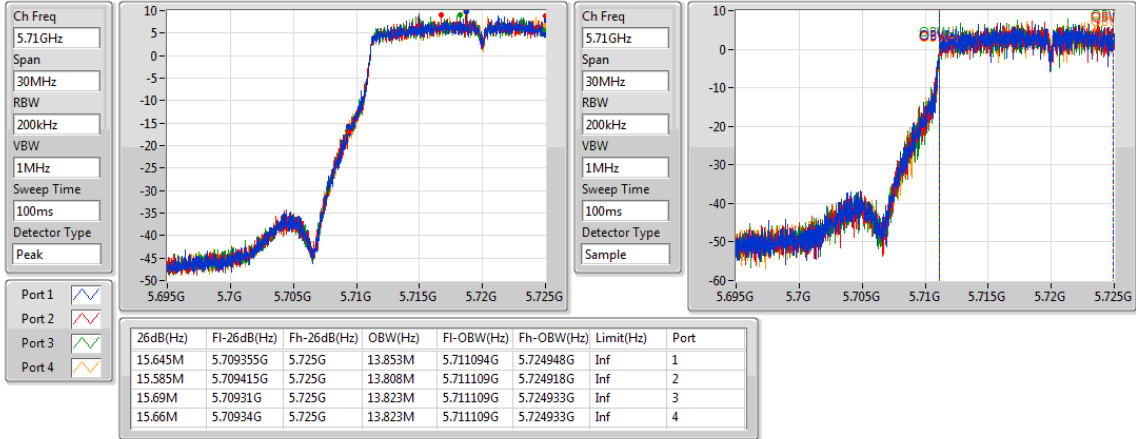 Ch Freq
5.71GHz
Span
30MHz
RBW
200kHz
VBW
1MHz
Sweep Time
100ms
Detector Type
Peak
10
5
0
-5
-10
-15
-20
-25
-30
-35
-40
-45
-50
5.695G 5.7G 5.705G 5.71G 5.715G 5.72G 5.725G
Ch Freq
5.71GHz
Span
30MHz
RBW
200kHz
VBW
1MHz
Sweep Time
100ms
Detector Type
Sample
10
0
-10
-20
-30
-40
-50
-60
5.695G 5.7G 5.705G 5.71G 5.715G 5.72G 5.725G
Port 1
Port 2
Port 3
Port 4
26dB(Hz) Fl-26dB(Hz) Fh-26dB(Hz) OBW(Hz) Fl-OBW(Hz) Fh-OBW(Hz) Limit(Hz) Port
15.645M 5.709355G 5.725G 13.853M 5.711094G 5.724948G Inf 1
15.585M 5.709415G 5.725G 13.808M 5.711109G 5.724918G Inf 2
15.69M 5.70931G 5.725G 13.823M 5.711109G 5.724933G Inf 3
15.66M 5.70934G 5.725G 13.823M 5.711109G 5.724933G Inf 4